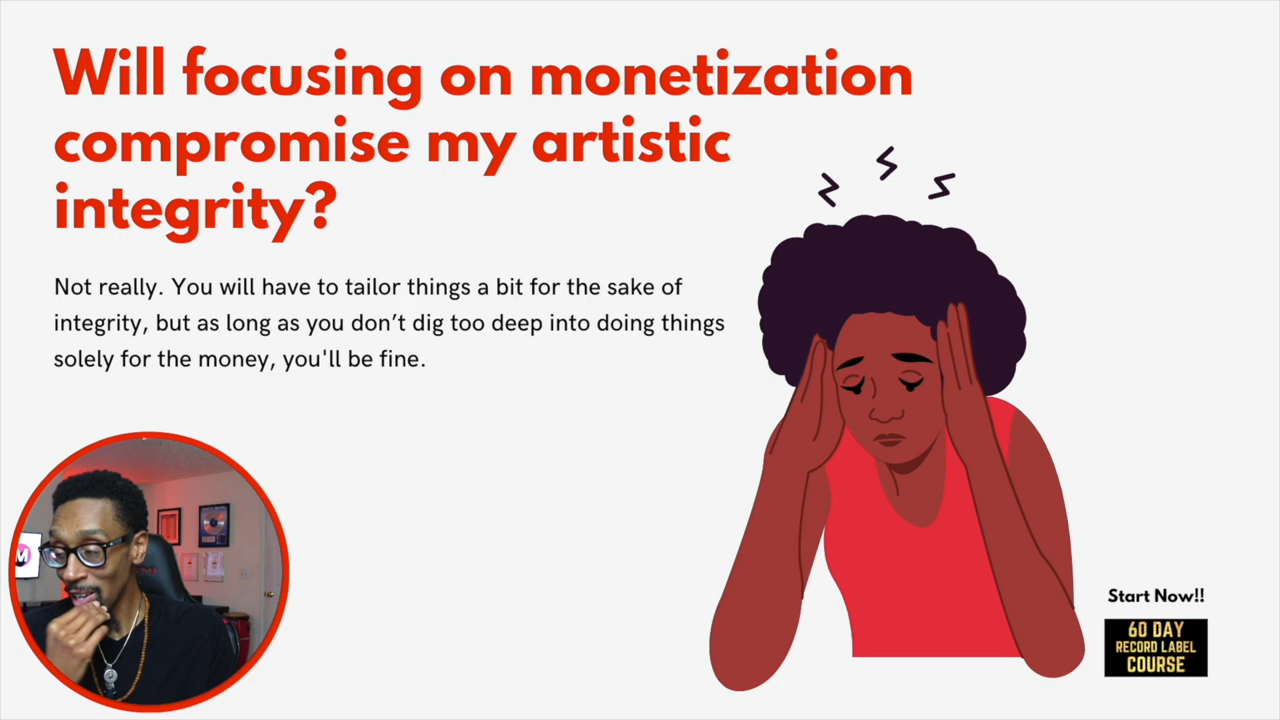 Will focusing on monetization
compromise my artistic
integrity?
Not really. You will have to tailor things a bit for the sake of
integrity, but as long as you don’t dig too deep into doing things
solely for the money, you'll be fine.
M
Start Now!!
60 DAY
RECORD LABEL
COURSE